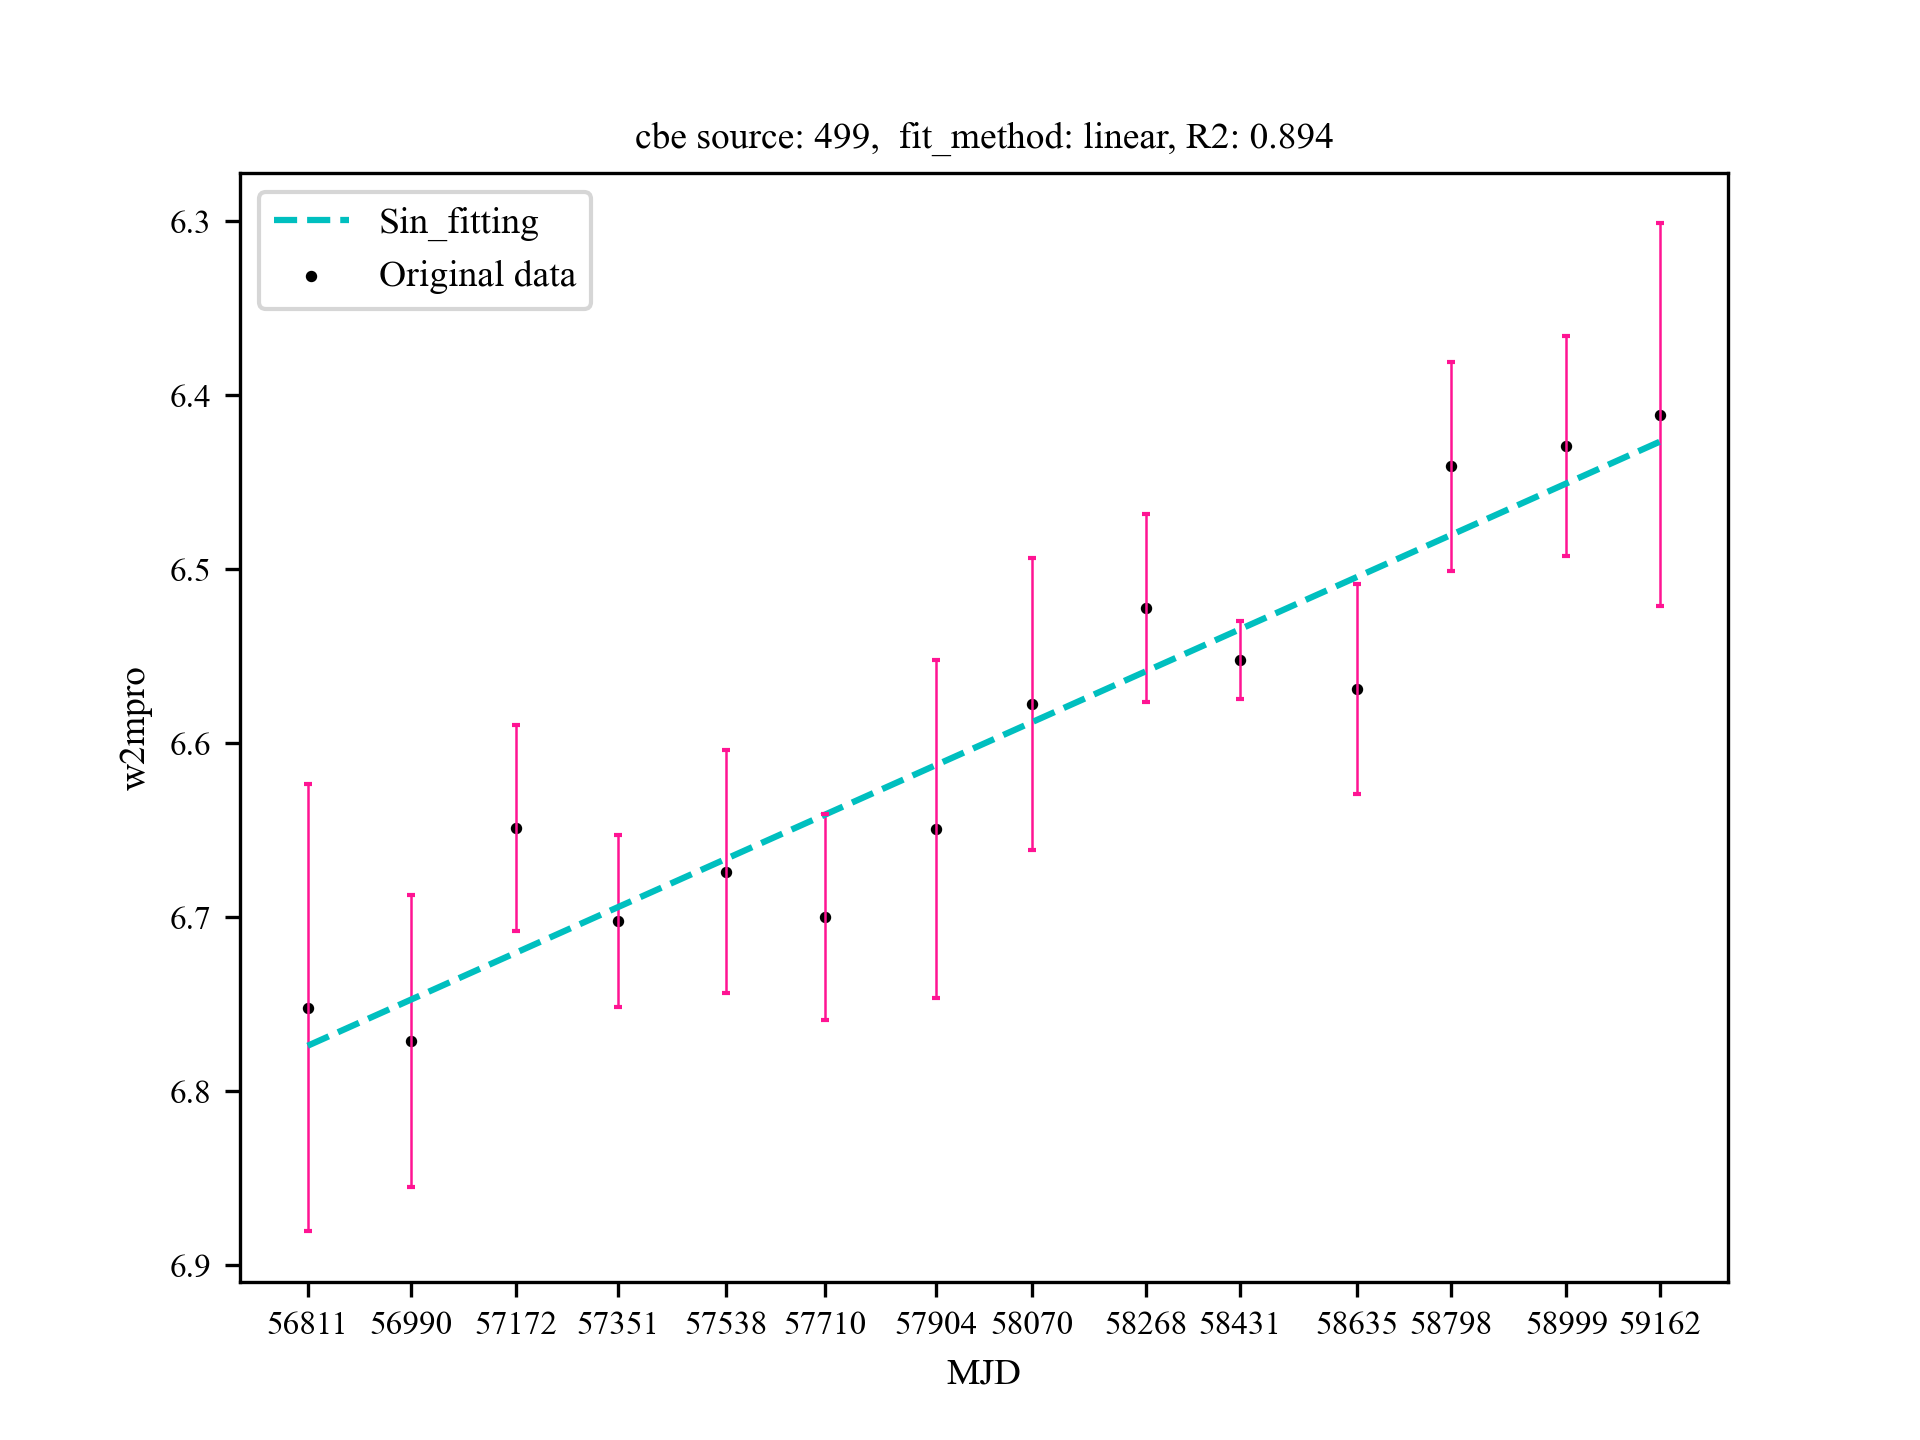 cbe source: 499,  fit_method: linear, R2: 0.894
Sin_fitting
Original data
6.3
6.4
6.5
6.6
6.7
6.8
6.9
w2mpro
56811 56990 57172 57351 57538 57710 57904 58070 58268 58431 58635 58798 58999 59162
MJD